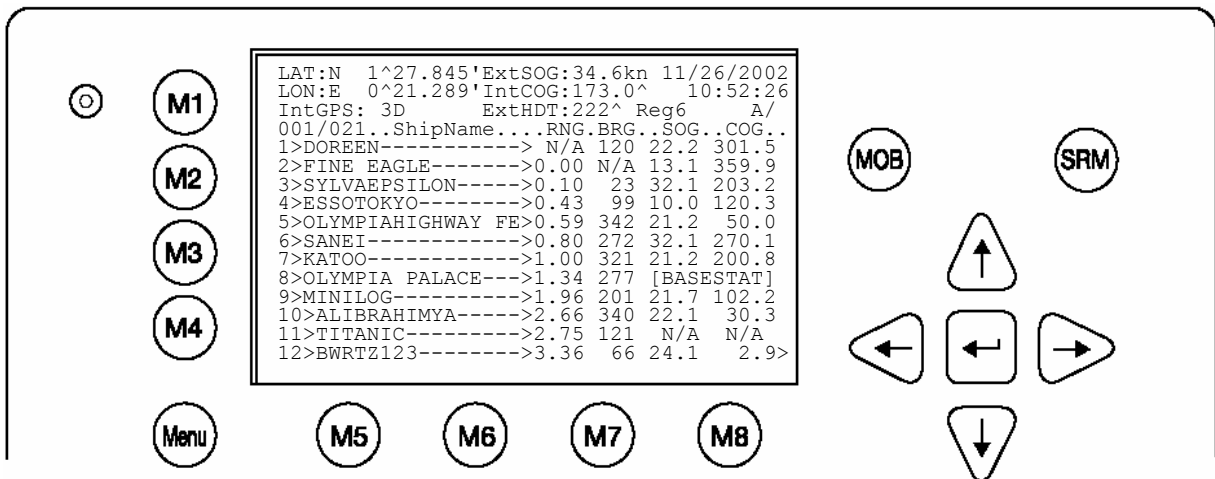 LAT:N  1^27.845'ExtSOG:34.6kn 11/26/2002
LON:E  0^21.289'IntCOG:173.0^   10:52:26
IntGPS: 3D      ExtHDT:222^ Reg6      A/
001/021..ShipName....RNG.BRG..SOG..COG..
1>DOREEN-----------> N/A 120 22.2 301.5
2>FINE EAGLE------->0.00 N/A 13.1 359.9
3>SYLVAEPSILON----->0.10  23 32.1 203.2
4>ESSOTOKYO-------->0.43  99 10.0 120.3
5>OLYMPIAHIGHWAY FE>0.59 342 21.2  50.0
6>SANEI------------>0.80 272 32.1 270.1
7>KATOO------------>1.00 321 21.2 200.8
8>OLYMPIA PALACE--->1.34 277 [BASESTAT]
9>MINILOG---------->1.96 201 21.7 102.2
10>ALIBRAHIMYA----->2.66 340 22.1  30.3
11>TITANIC--------->2.75 121  N/A  N/A
12>BWRTZ123-------->3.36  66 24.1   2.9>
M1
M2
M3
M4
Menu
M5
M6
M7
M8
MOB
SRM